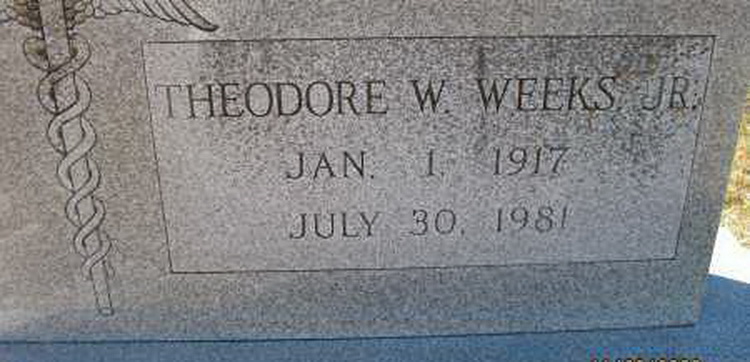 THEODORE W. WEEKS, JR.
JAN. 1, 1917
JULY 30, 1981